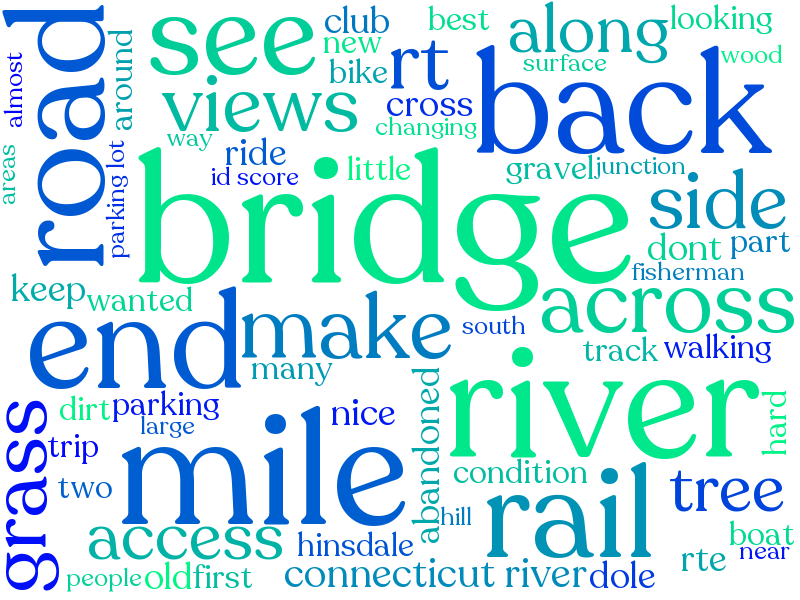 almost
road
around
see
club
new
bike
rt
best
along
looking
surface
wood
views
cross
changing
back
way
ride
id score
little
gravel
junction
areas
parking lot
bridge
side
dont
part
fisherman
keep
wanted
end
make
many
south
across
track
walking
river
grass
dirt
parking
large
nice
trip
two
mile
abandoned
condition
hard
hill
rail
tree
access
hinsdale
boat
rte
near
people
old
first
connecticut river
dole